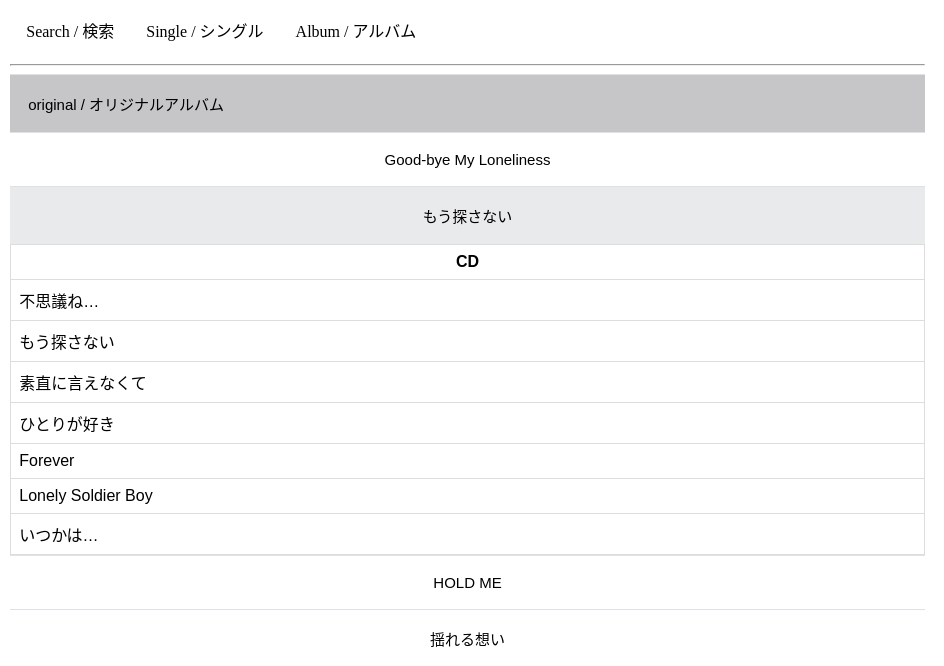 Search / 検索 Single / シングル Album / アルバム
original / オリジナルアルバム
Good-bye My Loneliness
もう探さない
CD
不思議ね…
もう探さない
素直に言えなくて
ひとりが好き
Forever
Lonely Soldier Boy
いつかは…
HOLD ME
揺れる想い